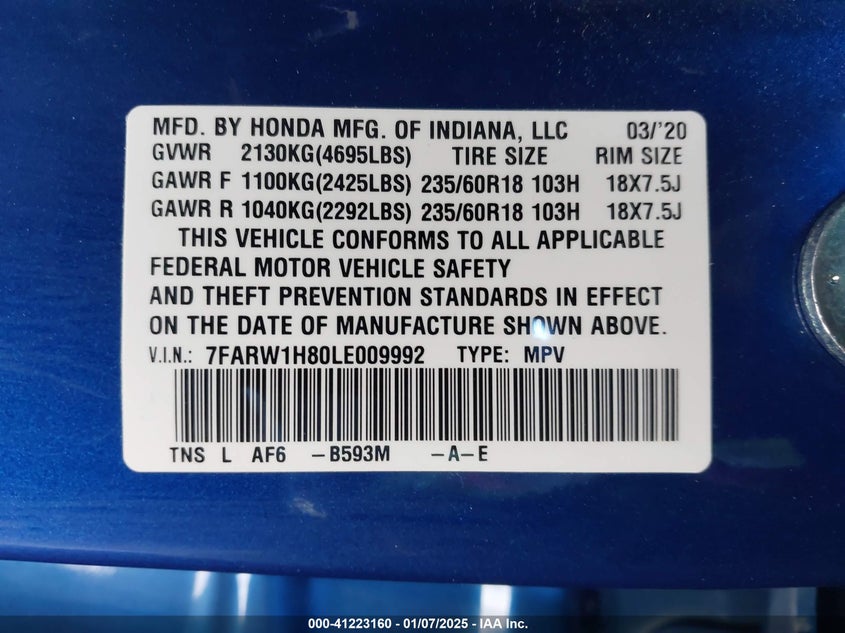 MFD. BY HONDA MFG. OF INDIANA, LLC 03/'20
GVWR 2130KG(4695LBS) TIRE SIZE RIM SIZE
GAWR F 1100KG(2425LBS) 235/60R18 103H 18X7.5J
GAWR R 1040KG(2292LBS) 235/60R18 103H 18X7.5J
THIS VEHICLE CONFORMS TO ALL APPLICABLE
FEDERAL MOTOR VEHICLE SAFETY
AND THEFT PREVENTION STANDARDS IN EFFECT
ON THE DATE OF MANUFACTURE SHOWN ABOVE.
V.I.N.: 7FARW1H80LE009992 TYPE: MPV
TNS L AF6 -B593M -A-E
000-41223160 - 01/07/2025 - IAA Inc.